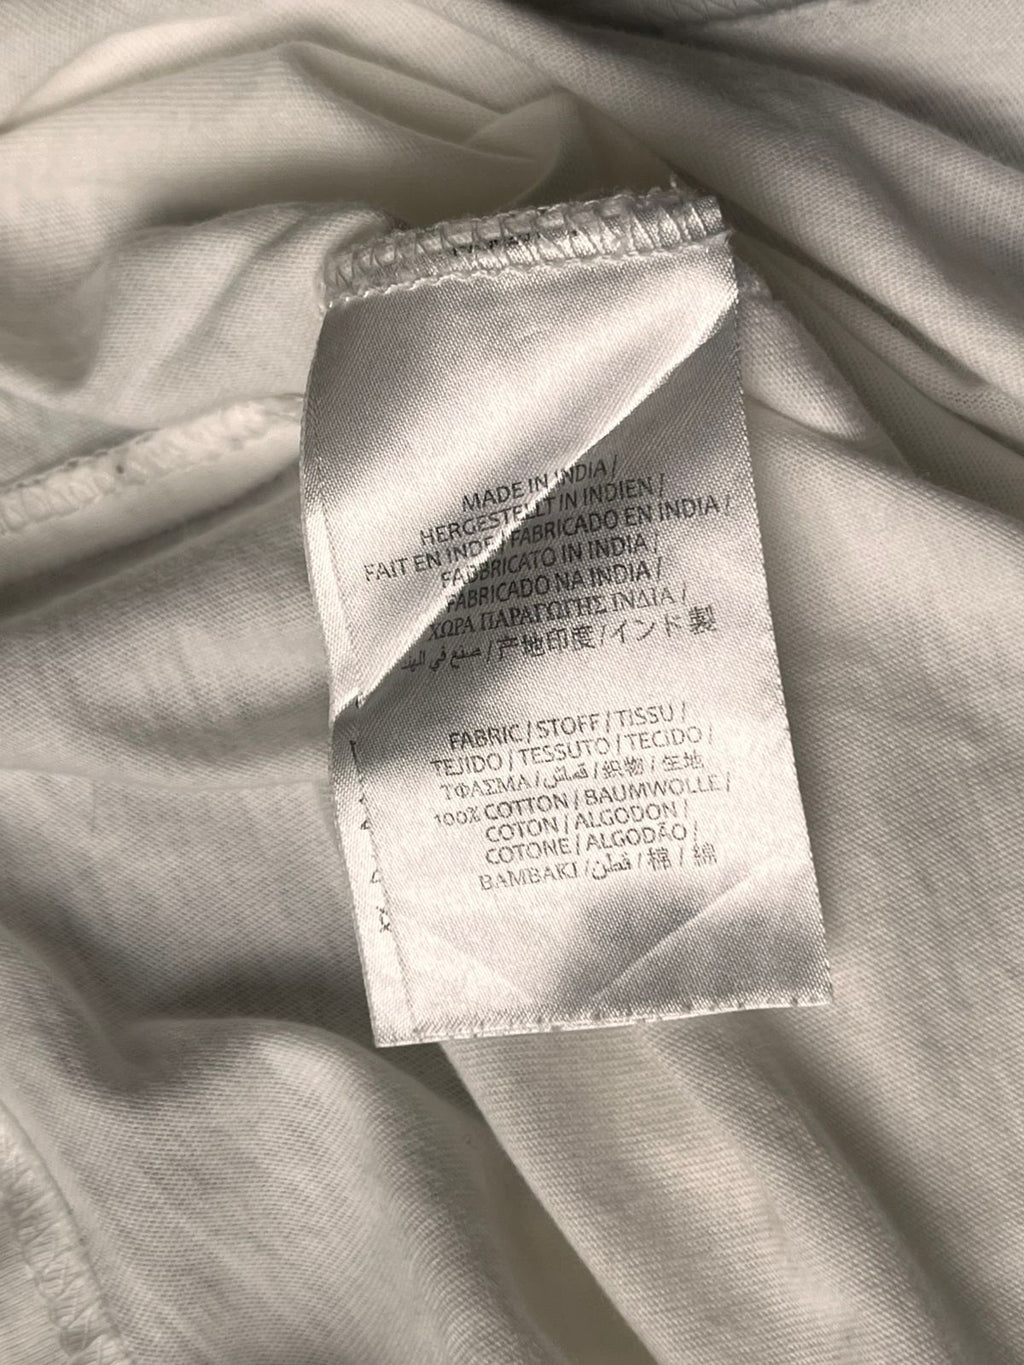 MADE IN INDIA /
HERGESTELLT IN INDIEN /
FAIT EN INDE / FABRICADO EN INDIA /
FABBRICATO IN INDIA /
FABRICADO NA INDIA /
ΧΩΡΑ ΠΑΡΑΓΩΓΗΣ ΙΝΔΙΑ /
صنع في الهند / 产地印度 / インド 製
FABRIC / STOFF / TISSU /
TEJIDO / TESSUTO / TECIDO /
ΤΦΑΣΜΑ / قماش / 織物 / 生地
100% COTTON / BAUMWOLLE /
COTON / ALGODON /
COTONE / ALGODÃO /
ΒΑΜΒΑΚΙ / قطن / 棉 / 綿